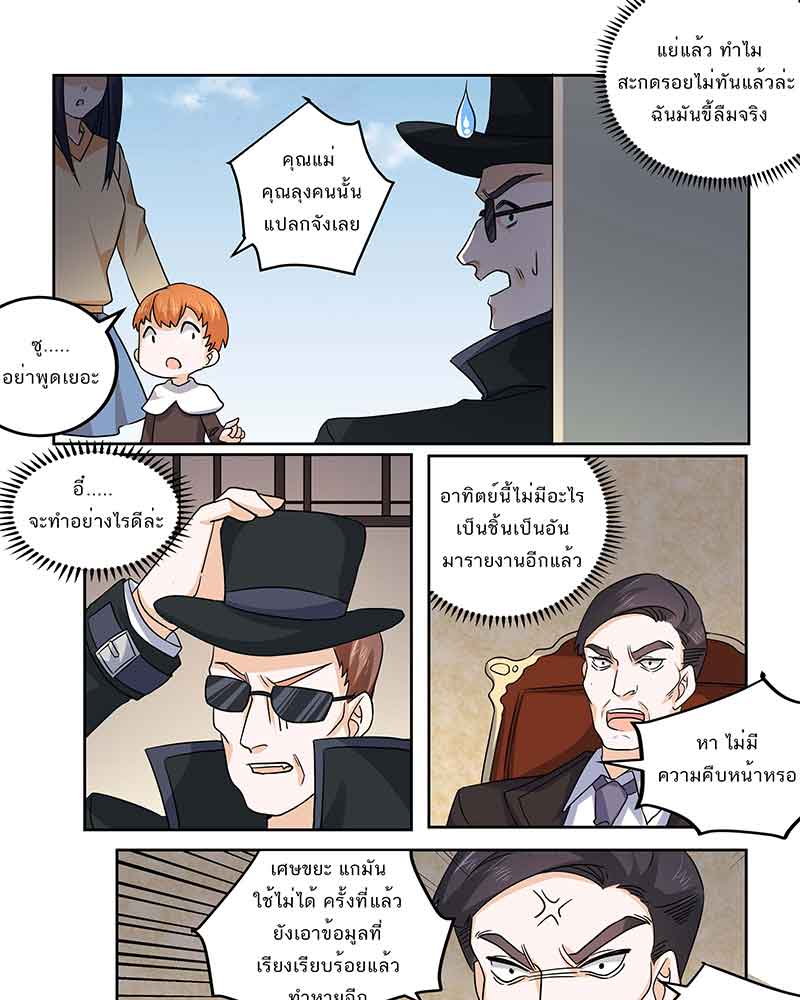 แย่แล้ว ทำไม
สะกดรอยไม่ทันแล้วล่ะ
ฉันมันขี้ลืมจริง
คุณแม่
คุณลุงคนนั้น
แปลกจังเลย
ซู.....
อย่าพูดเยอะ
อี๋.....
จะทำอย่างไรดีล่ะ
อาทิตย์นี้ไม่มีอะไร
เป็นชิ้นเป็นอัน
มารายงานอีกแล้ว
หา ไม่มี
ความคืบหน้าหรอ
เศษขยะ แกมัน
ใช้ไม่ได้ ครั้งที่แล้ว
ยังเอาข้อมูลที่
เรียงเรียบร้อยแล้ว
ทำหายอีก